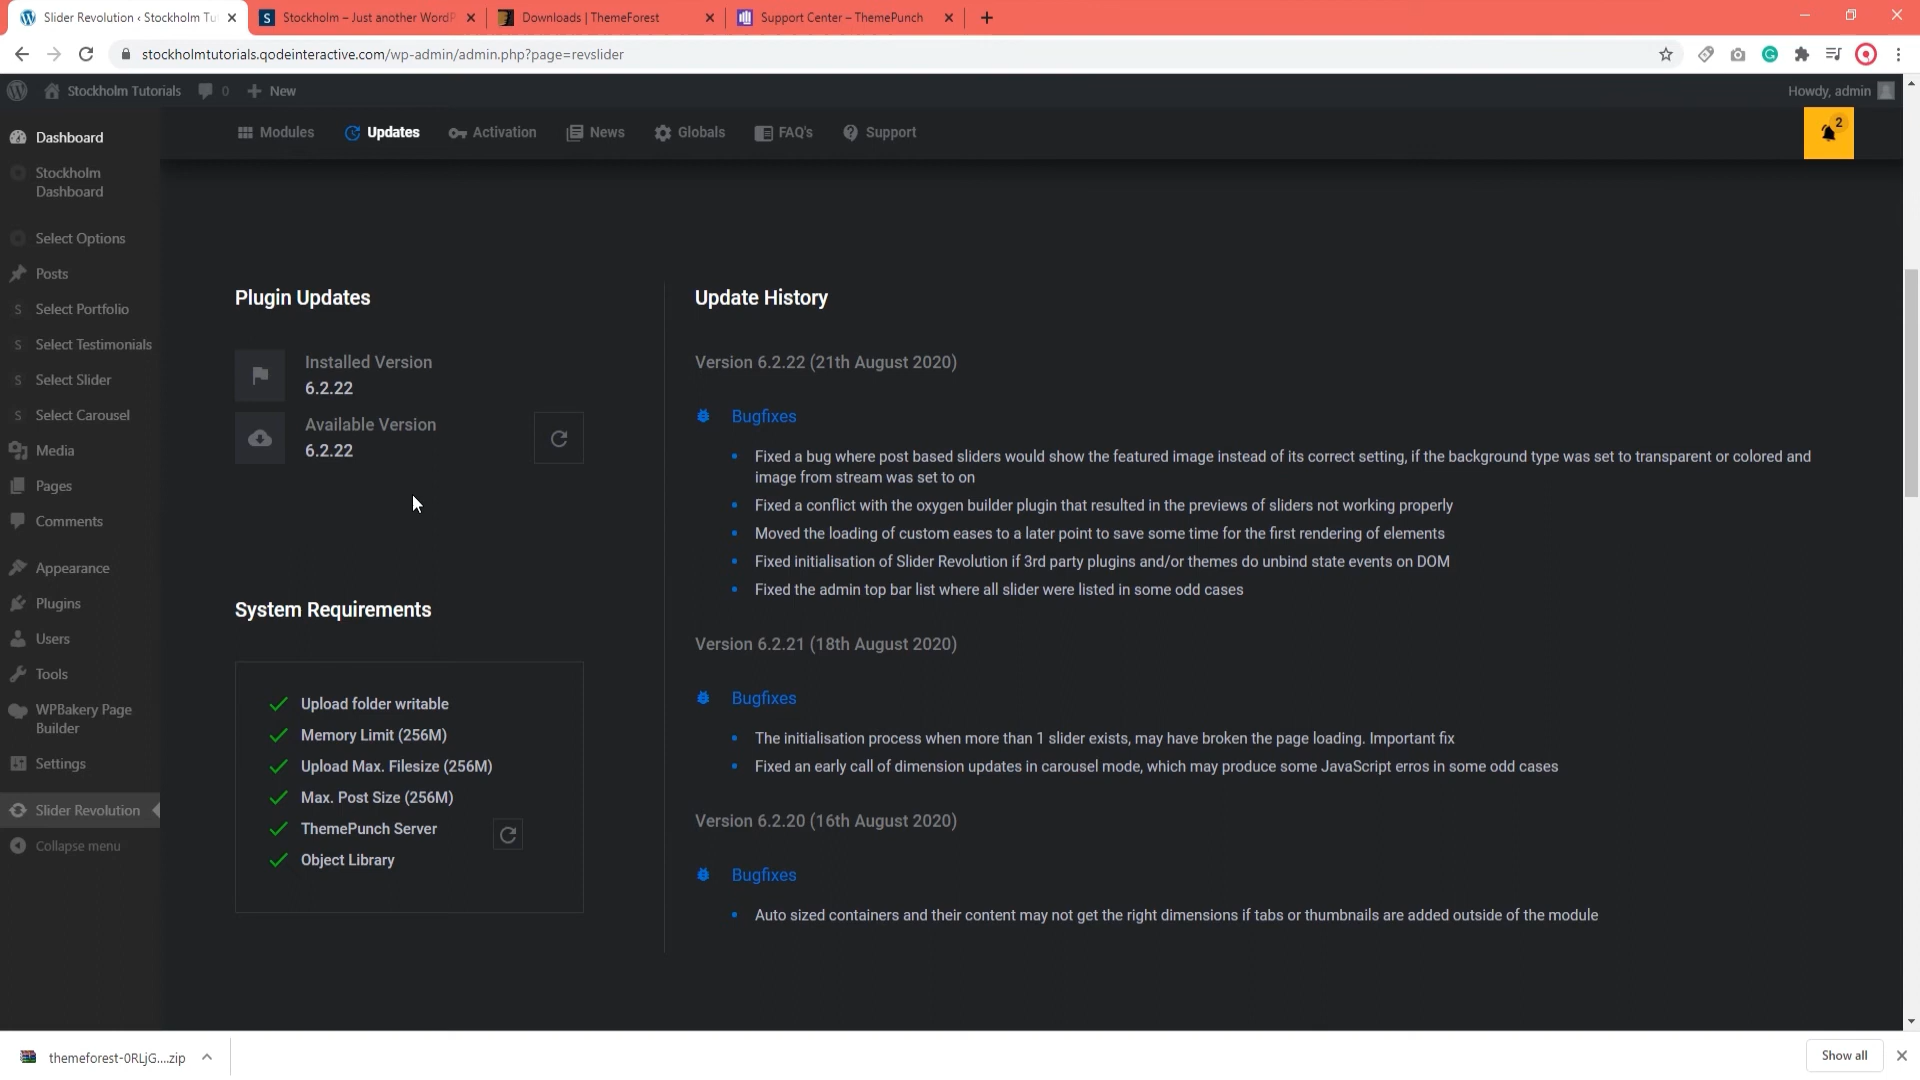 Slider Revolution ‹ Stockholm Tu
Stockholm – Just another WordP
Downloads | ThemeForest
Support Center – ThemePunch
stockholmtutorials.qodeinteractive.com/wp-admin/admin.php?page=revslider
Stockholm Tutorials
0
New
Howdy, admin
Modules
Updates
Activation
News
Globals
FAQ's
Support
2
Dashboard
Stockholm
Dashboard
Select Options
Posts
Select Portfolio
Select Testimonials
Select Slider
Select Carousel
Media
Pages
Comments
Appearance
Plugins
Users
Tools
WPBakery Page
Builder
Settings
Slider Revolution
Collapse menu
Plugin Updates
Installed Version
6.2.22
Available Version
6.2.22
System Requirements
Upload folder writable
Memory Limit (256M)
Upload Max. Filesize (256M)
Max. Post Size (256M)
ThemePunch Server
Object Library
Update History
Version 6.2.22 (21th August 2020)
Bugfixes
Fixed a bug where post based sliders would show the featured image instead of its correct setting, if the background type was set to transparent or colored and
image from stream was set to on
Fixed a conflict with the oxygen builder plugin that resulted in the previews of sliders not working properly
Moved the loading of custom eases to a later point to save some time for the first rendering of elements
Fixed initialisation of Slider Revolution if 3rd party plugins and/or themes do unbind state events on DOM
Fixed the admin top bar list where all slider were listed in some odd cases
Version 6.2.21 (18th August 2020)
Bugfixes
The initialisation process when more than 1 slider exists, may have broken the page loading. Important fix
Fixed an early call of dimension updates in carousel mode, which may produce some JavaScript erros in some odd cases
Version 6.2.20 (16th August 2020)
Bugfixes
Auto sized containers and their content may not get the right dimensions if tabs or thumbnails are added outside of the module
themeforest-0RLjG....zip
Show all